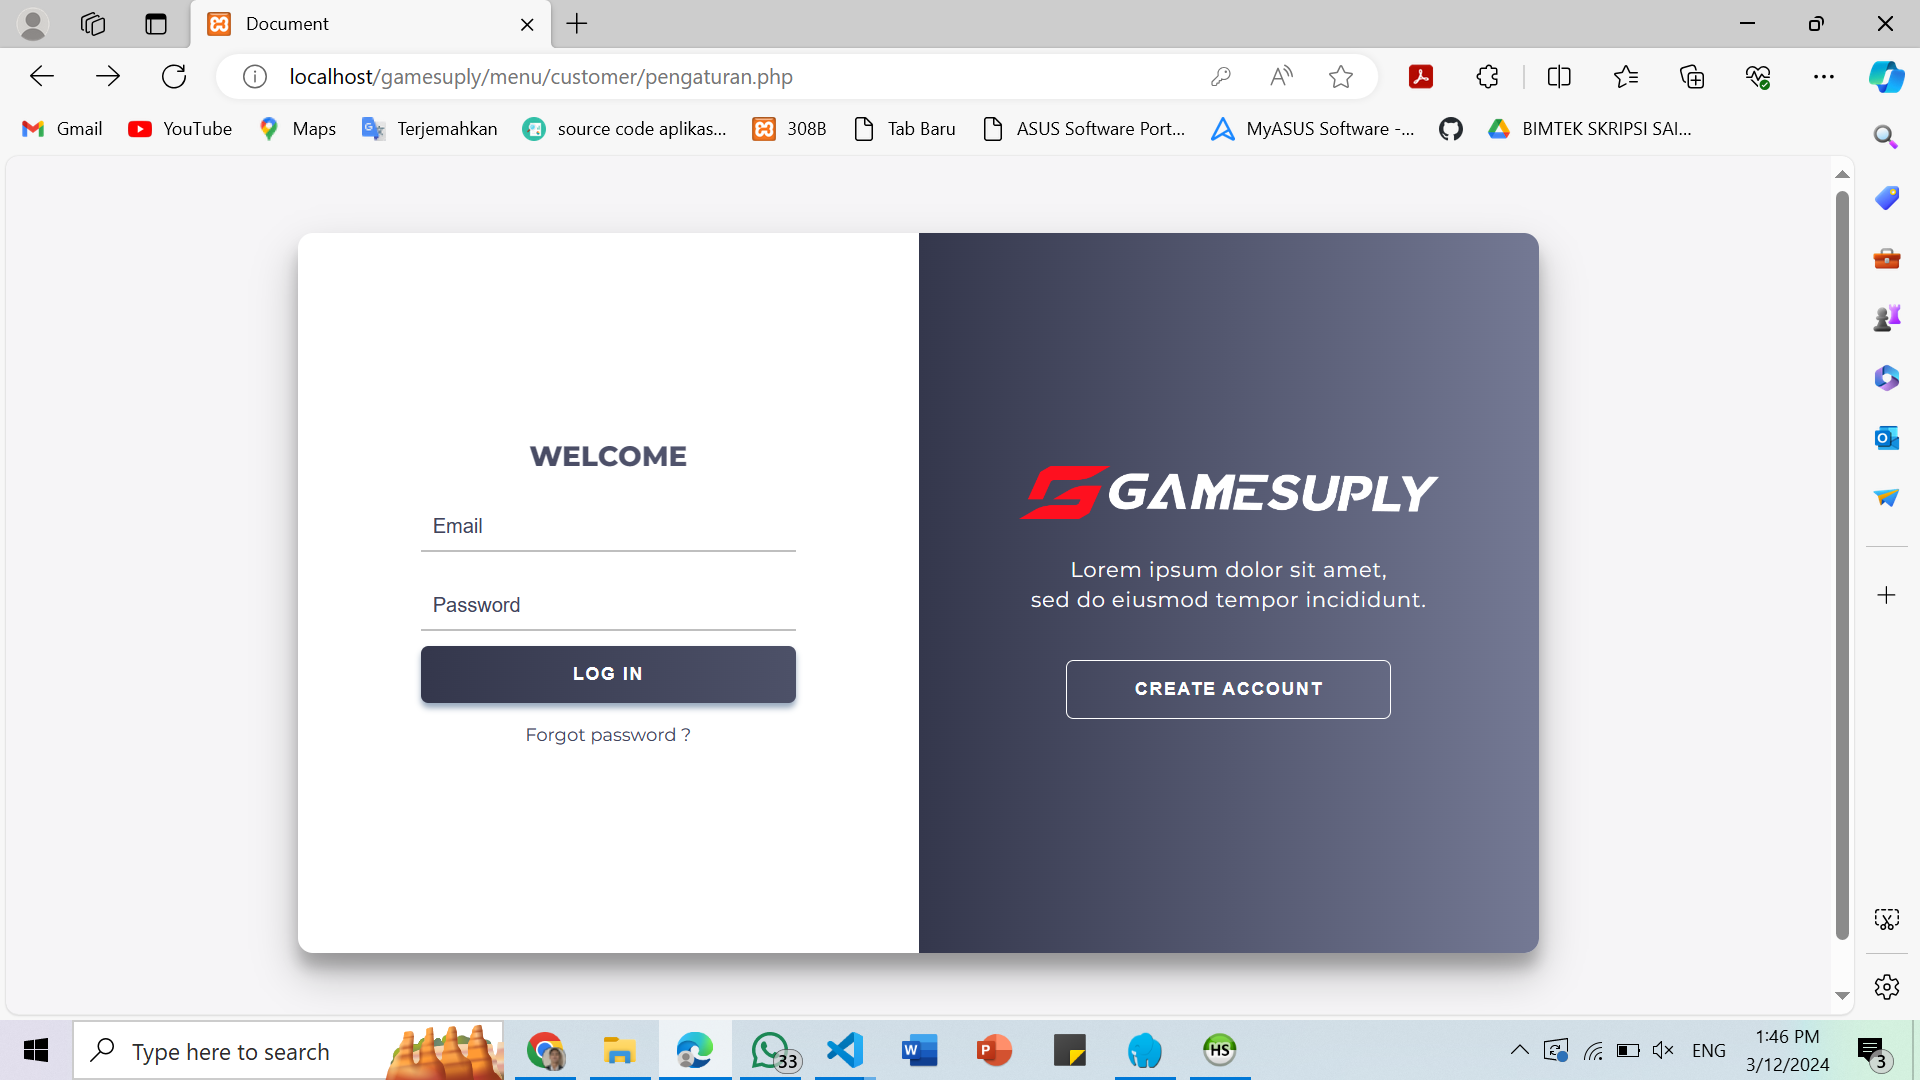 Document
localhost/gamesuply/menu/customer/pengaturan.php
Gmail YouTube Maps Terjemahkan source code aplikas... 308B Tab Baru ASUS Software Port... MyASUS Software -... BIMTEK SKRIPSI SAI...
WELCOME
Email
Password
LOG IN
Forgot password ?
GAMESUPLY
Lorem ipsum dolor sit amet,
sed do eiusmod tempor incididunt.
CREATE ACCOUNT
Type here to search
33
HS
ENG
1:46 PM
3/12/2024
3